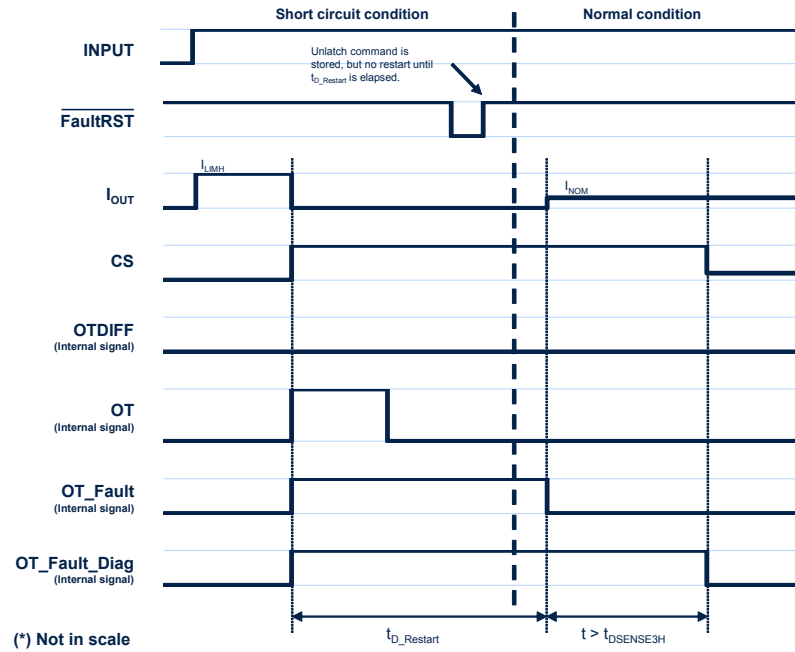 Short circuit condition
Normal condition
INPUT
Unlatch command is
stored, but no restart until
tD_Restart is elapsed.
FaultRST
ILIMH
IOUT
INOM
CS
OTDIFF
(Internal signal)
OT
(Internal signal)
OT_Fault
(Internal signal)
OT_Fault_Diag
(Internal signal)
tD_Restart
t > tDSENSE3H
(*) Not in scale